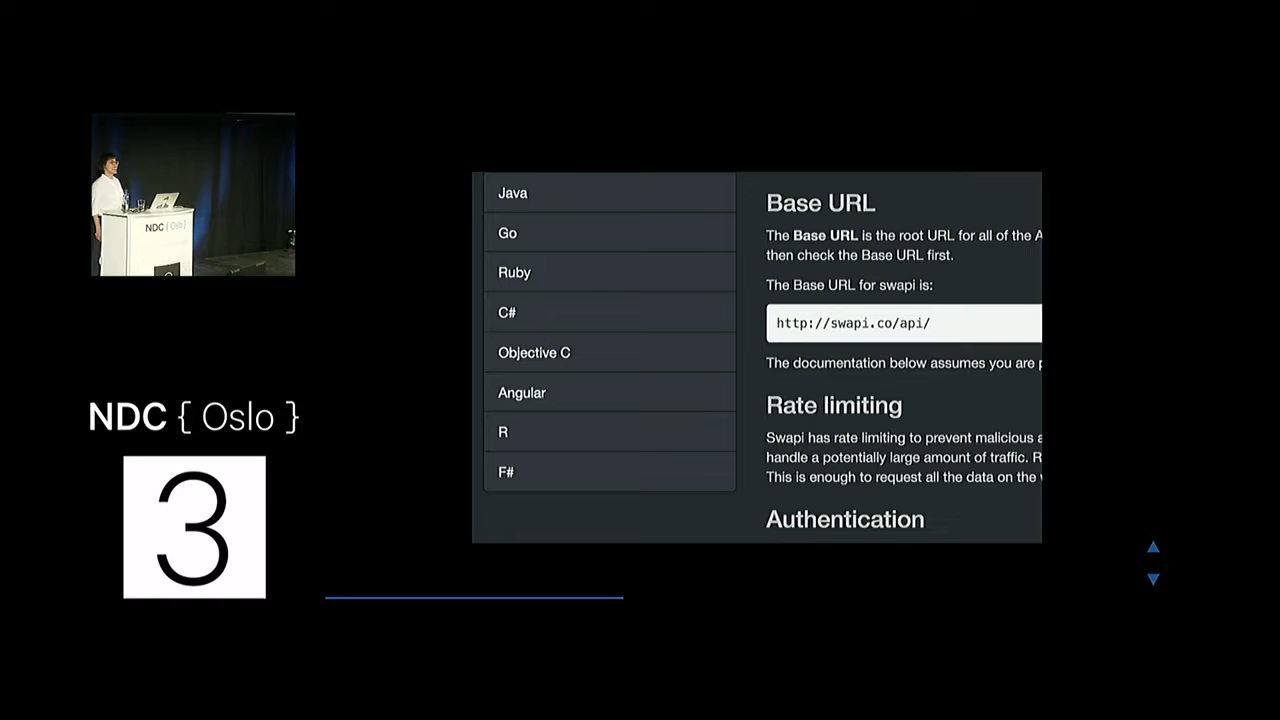 NDC { Oslo }
NDC { Oslo }
3
Java
Go
Ruby
C#
Objective C
Angular
R
F#
Base URL
The Base URL is the root URL for all of the A
then check the Base URL first.
The Base URL for swapi is:
http://swapi.co/api/
The documentation below assumes you are p
Rate limiting
Swapi has rate limiting to prevent malicious a
handle a potentially large amount of traffic. R
This is enough to request all the data on the
Authentication